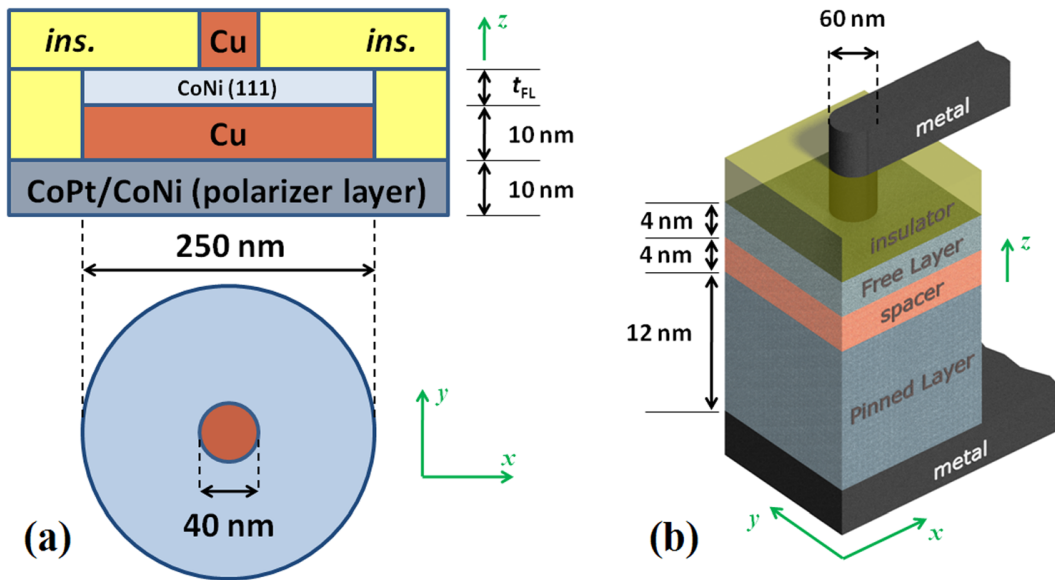 ins.
Cu
ins.
z
CoNi (111)
tFL
Cu
10 nm
CoPt/CoNi (polarizer layer)
10 nm
250 nm
y
x
40 nm
(a)
60 nm
metal
4 nm
insulator
z
4 nm
Free Layer
spacer
12 nm
Pinned Layer
metal
y
x
(b)